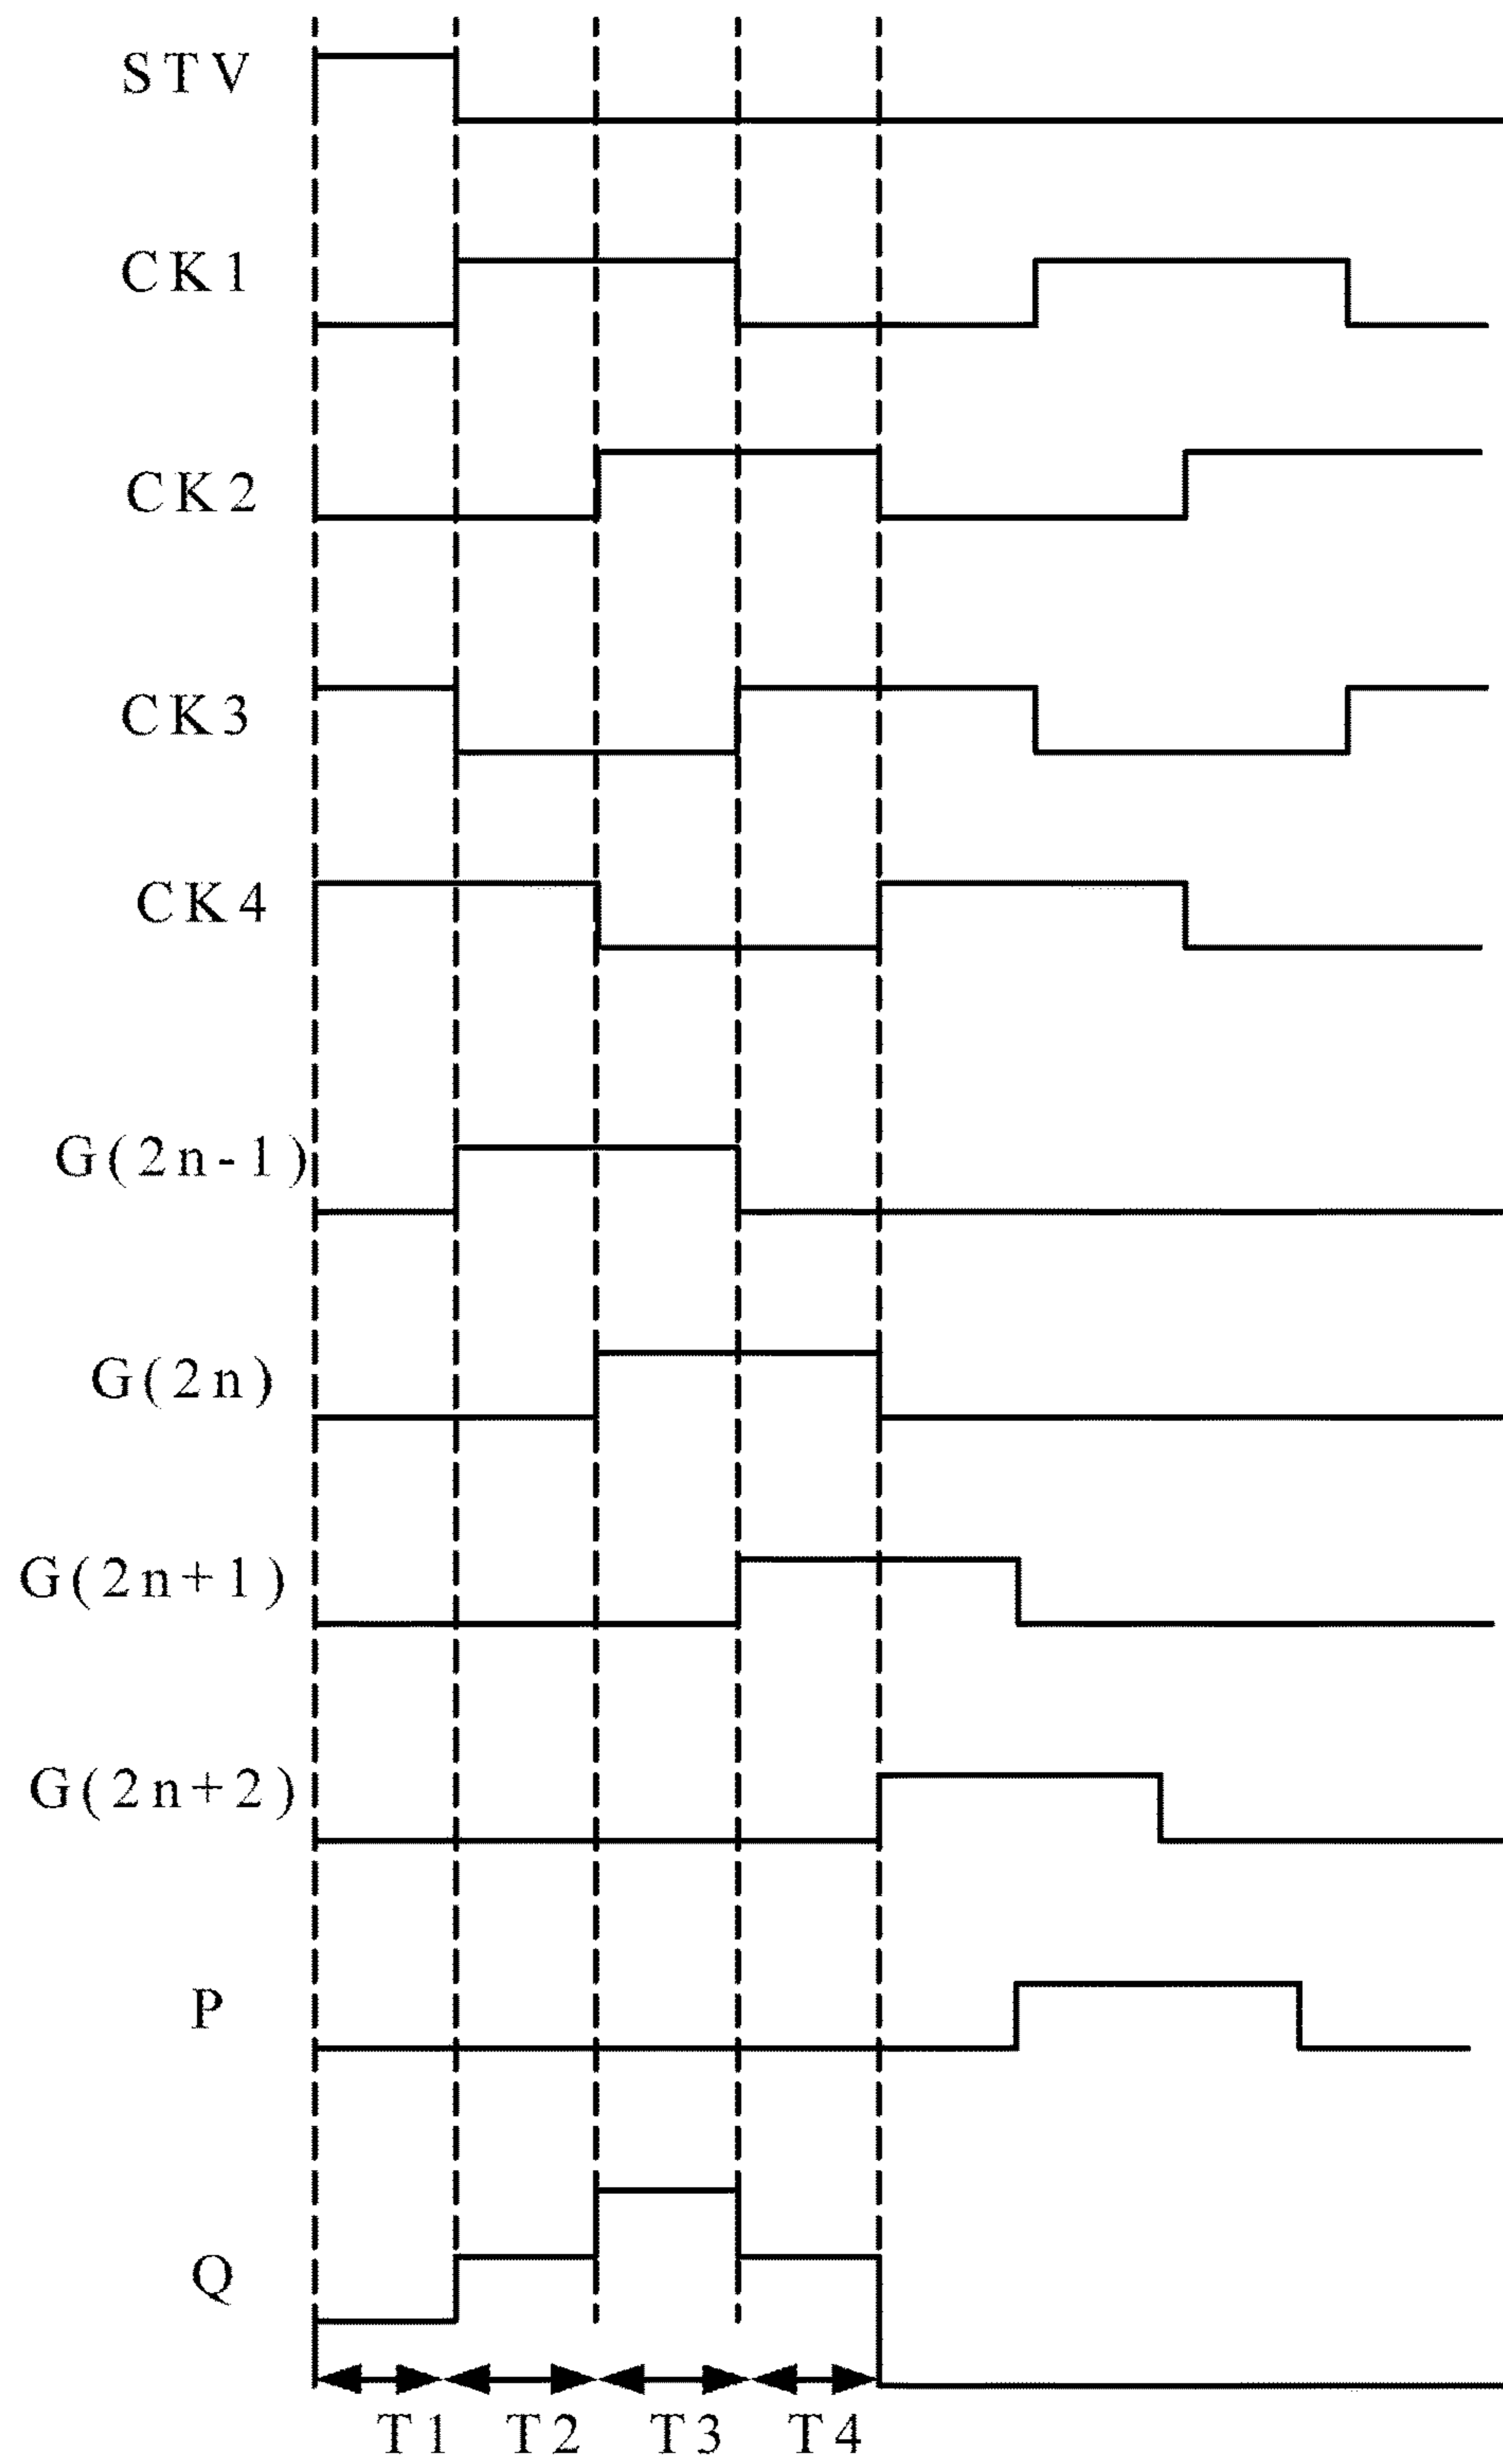 STV
CK1
CK2
CK3
CK4
G(2n-1)
G(2n)
G(2n+1)
G(2n+2)
P
Q
T1 T2 T3 T4